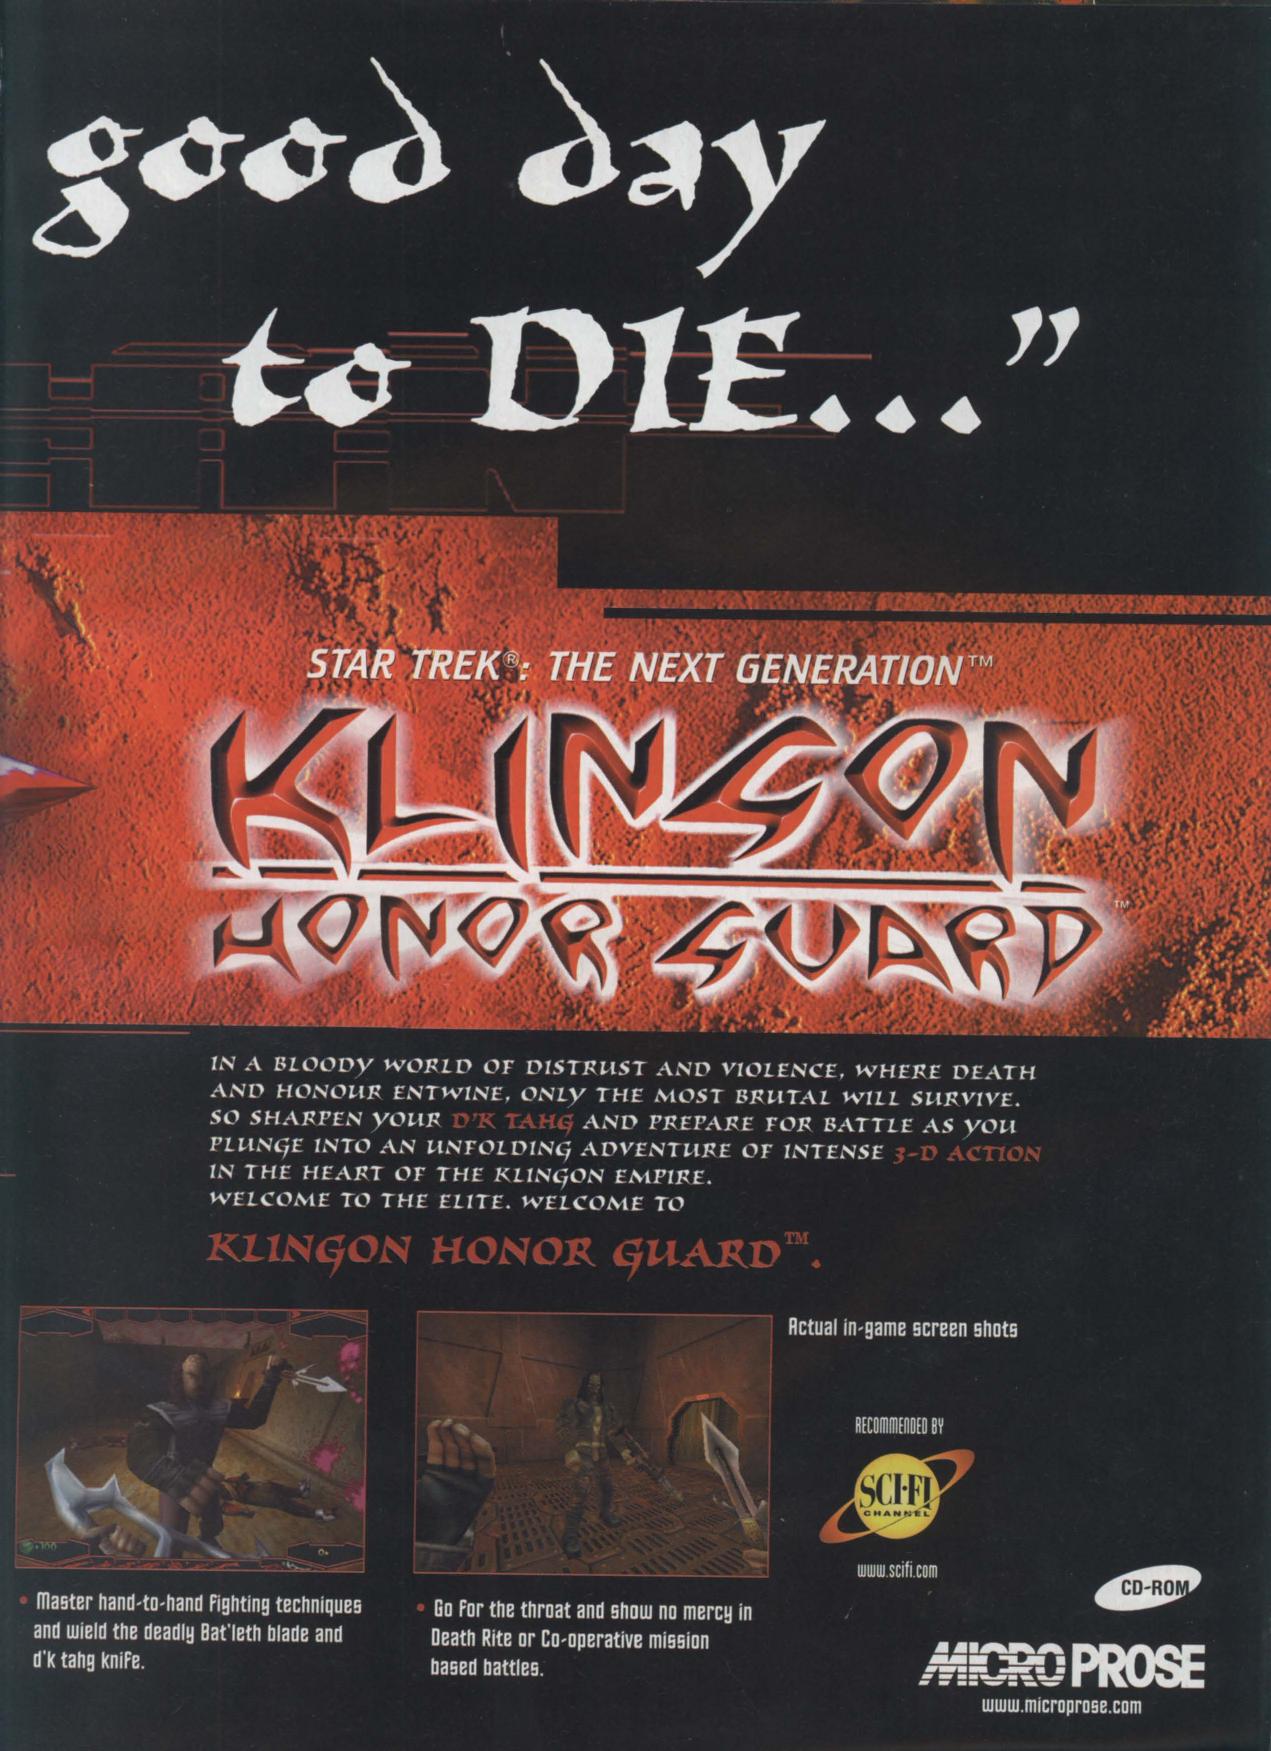 good day
to DIE..."
STAR TREK®: THE NEXT GENERATION™
KLINGON
HONOR GUARD™
IN A BLOODY WORLD OF DISTRUST AND VIOLENCE, WHERE DEATH
AND HONOUR ENTWINE, ONLY THE MOST BRUTAL WILL SURVIVE.
SO SHARPEN YOUR D'K TAHG AND PREPARE FOR BATTLE AS YOU
PLUNGE INTO AN UNFOLDING ADVENTURE OF INTENSE 3-D ACTION
IN THE HEART OF THE KLINGON EMPIRE.
WELCOME TO THE ELITE. WELCOME TO
KLINGON HONOR GUARD™.
+100
Actual in-game screen shots
• Master hand-to-hand fighting techniques
and wield the deadly Bat'leth blade and
d'k tahg knife.
• Go for the throat and show no mercy in
Death Rite or Co-operative mission
based battles.
RECOMMENDED BY
SCI-FI
CHANNEL
www.scifi.com
CD-ROM
MICROPROSE
www.microprose.com